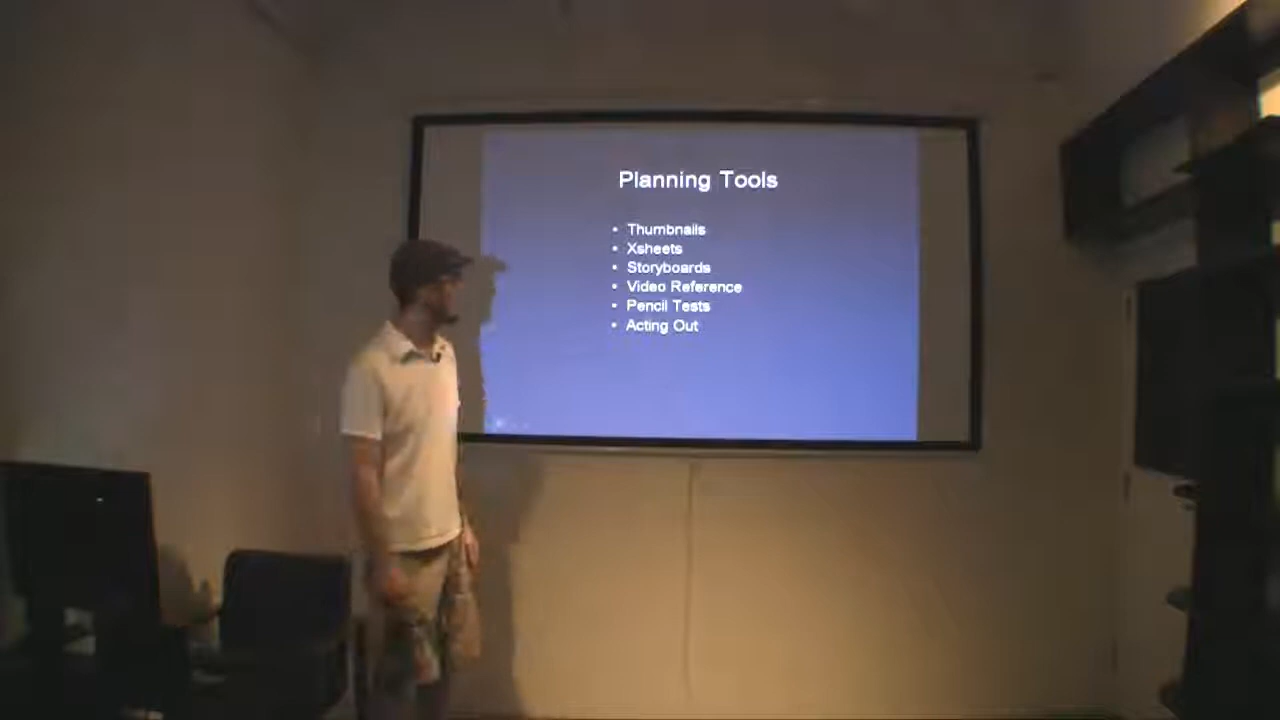 Planning Tools
• Thumbnails
• Xsheets
• Storyboards
• Video Reference
• Pencil Tests
• Acting Out